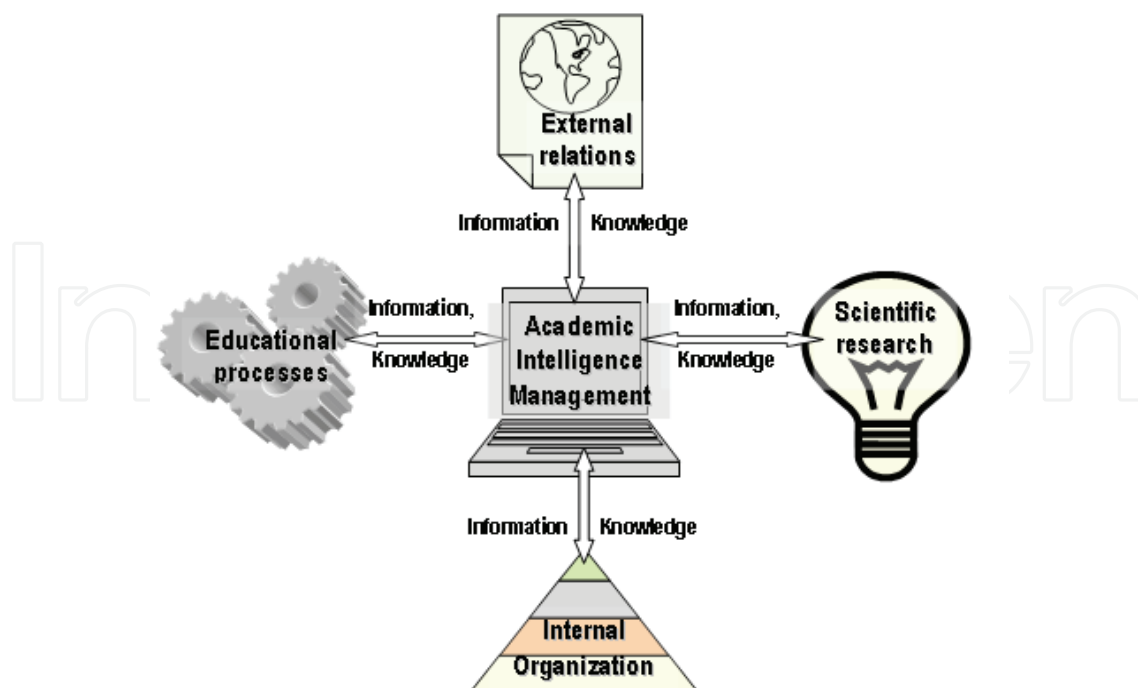 External
relations
Information Knowledge
Information,
Knowledge
Educational
processes
Academic
Intelligence
Management
Information,
Knowledge
Scientific
research
Information Knowledge
Internal
Organization